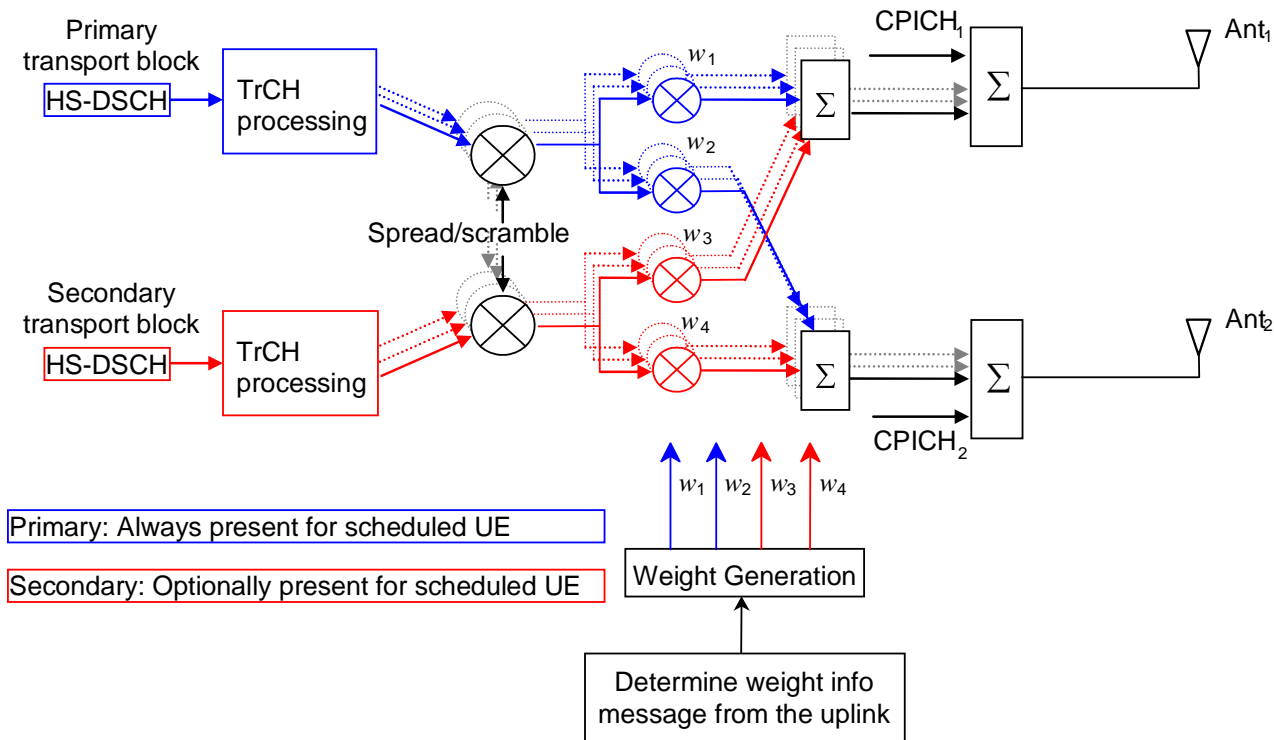 Primary
transport block
HS-DSCH
TrCH
processing
w1
w2
CPICH1
Σ
Σ
Ant1
Spread/scramble
Secondary
transport block
HS-DSCH
TrCH
processing
w3
w4
Σ
Σ
CPICH2
Ant2
w1 w2 w3 w4
Primary: Always present for scheduled UE
Secondary: Optionally present for scheduled UE
Weight Generation
Determine weight info
message from the uplink